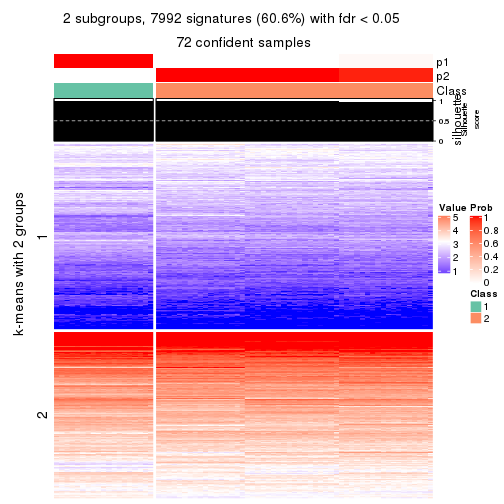 2 subgroups, 7992 signatures (60.6%) with fdr < 0.05
72 confident samples
p1
p2
Class
1
0.5
0
silhouette
Silhouette
score
k-means with 2 groups
1
2
Value
5
4
3
2
1
Prob
1
0.8
0.6
0.4
0.2
0
Class
1
2